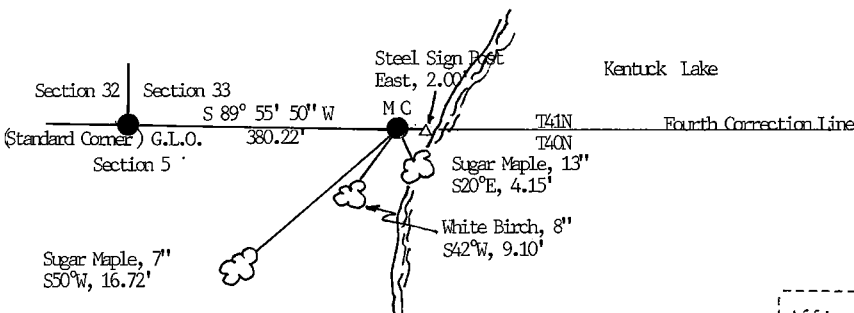 Steel Sign Post
East, 2.00'
Kentuck Lake
Section 32
Section 33
S 89° 55' 50" W
M C
T41N
Fourth Correction Line
(Standard Corner) G.L.O.
380.22'
T40N
Section 5
Sugar Maple, 13"
S20°E, 4.15'
White Birch, 8"
S42°W, 9.10'
Sugar Maple, 7"
S50°W, 16.72'